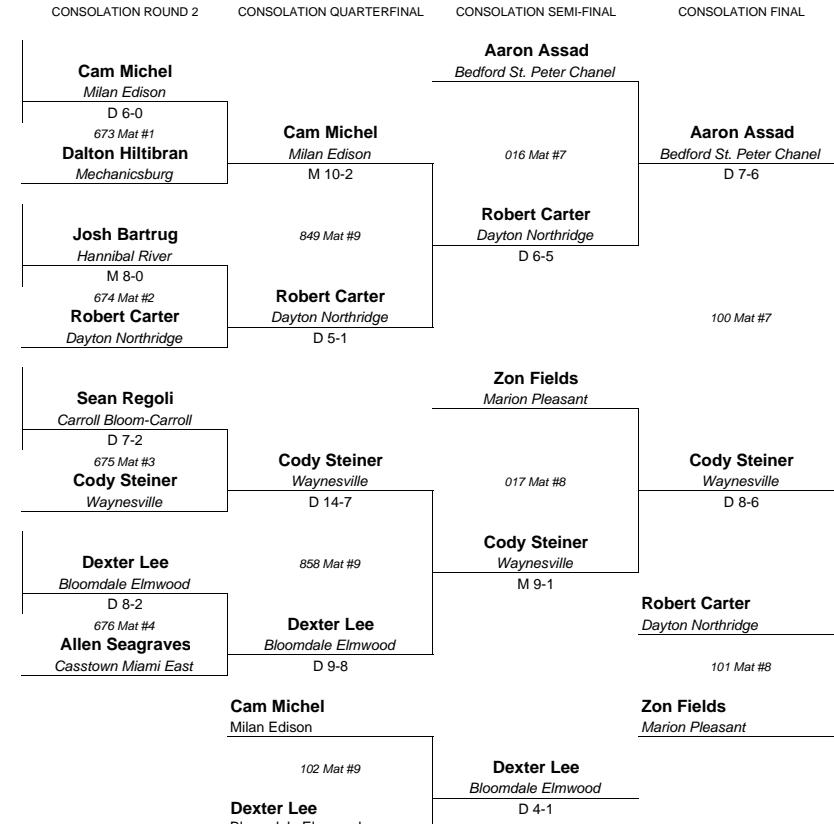 CONSOLATION ROUND 2 CONSOLATION QUARTERFINAL CONSOLATION SEMI-FINAL CONSOLATION FINAL
Aaron Assad
Bedford St. Peter Chanel
Cam Michel
Milan Edison
D 6-0
673 Mat #1
Dalton Hiltibran
Mechanicsburg
Cam Michel
Milan Edison
M 10-2
016 Mat #7
Aaron Assad
Bedford St. Peter Chanel
D 7-6
Josh Bartrug
Hannibal River
M 8-0
674 Mat #2
Robert Carter
Dayton Northridge
849 Mat #9
Robert Carter
Dayton Northridge
D 6-5
Robert Carter
Dayton Northridge
D 5-1
100 Mat #7
Zon Fields
Marion Pleasant
Sean Regoli
Carroll Bloom-Carroll
D 7-2
675 Mat #3
Cody Steiner
Waynesville
Cody Steiner
Waynesville
D 14-7
017 Mat #8
Cody Steiner
Waynesville
D 8-6
Dexter Lee
Bloomdale Elmwood
D 8-2
676 Mat #4
Allen Seagraves
Casstown Miami East
858 Mat #9
Cody Steiner
Waynesville
M 9-1
Dexter Lee
Bloomdale Elmwood
D 9-8
Robert Carter
Dayton Northridge
101 Mat #8
Zon Fields
Marion Pleasant
Cam Michel
Milan Edison
102 Mat #9
Dexter Lee
Bloomdale Elmwood
D 4-1
Dexter Lee